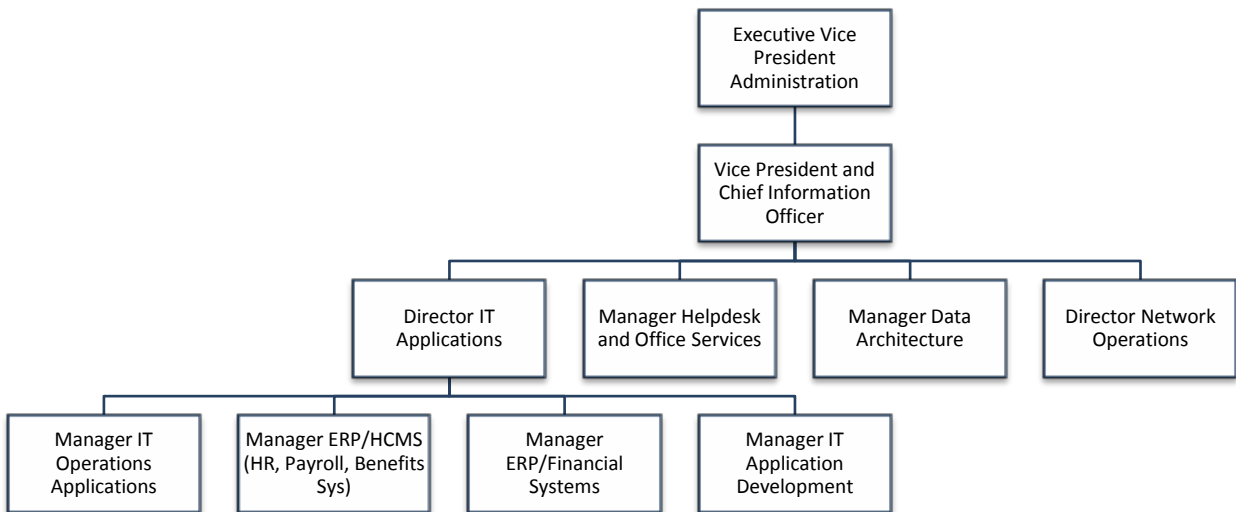 Executive Vice
President
Administration
Vice President and
Chief Information
Officer
Director IT
Applications
Manager Helpdesk
and Office Services
Manager Data
Architecture
Director Network
Operations
Manager IT
Operations
Applications
Manager ERP/HCMS
(HR, Payroll, Benefits
Sys)
Manager
ERP/Financial
Systems
Manager IT
Application
Development